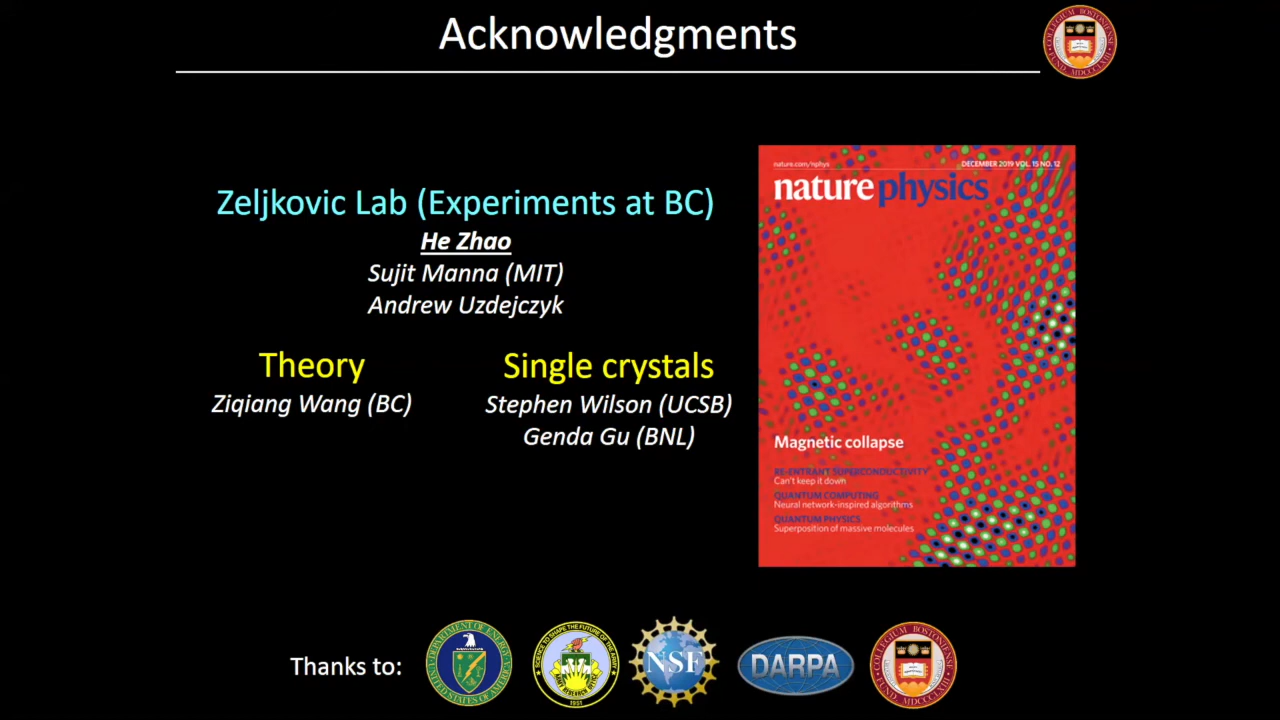 Acknowledgments
Zeljkovic Lab (Experiments at BC)
He Zhao
Sujit Manna (MIT)
Andrew Uzdejczyk
Theory
Ziqiang Wang (BC)
Single crystals
Stephen Wilson (UCSB)
Genda Gu (BNL)
nature.com/nphys
DECEMBER 2019 VOL. 15 NO. 12
nature physics
Magnetic collapse
RE-ENTRANT SUPERCONDUCTIVITY
Can't keep it down
QUANTUM COMPUTING
Neural network-inspired algorithms
QUANTUM PHYSICS
Superposition of massive molecules
Thanks to:
NSF
DARPA
1951